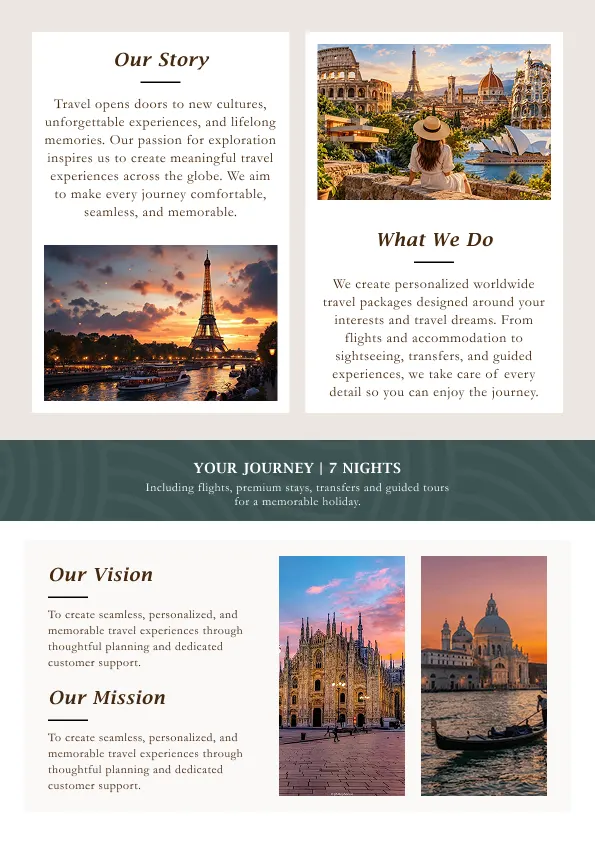 Our Story
Travel opens doors to new cultures,
unforgettable experiences, and lifelong
memories. Our passion for exploration
inspires us to create meaningful travel
experiences across the globe. We aim
to make every journey comfortable,
seamless, and memorable.
What We Do
We create personalized worldwide
travel packages designed around your
interests and travel dreams. From
flights and accommodation to
sightseeing, transfers, and guided
experiences, we take care of every
detail so you can enjoy the journey.
YOUR JOURNEY | 7 NIGHTS
Including flights, premium stays, transfers and guided tours
for a memorable holiday.
Our Vision
To create seamless, personalized, and
memorable travel experiences through
thoughtful planning and dedicated
customer support.
Our Mission
To create seamless, personalized, and
memorable travel experiences through
thoughtful planning and dedicated
customer support.